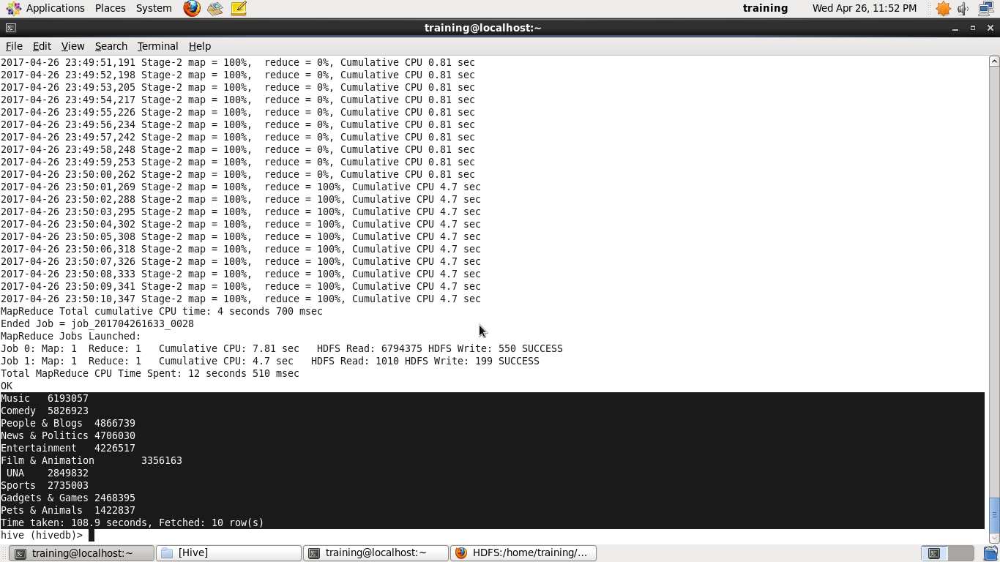 Applications Places System training Wed Apr 26, 11:52 PM
training@localhost:~
File Edit View Search Terminal Help
2017-04-26 23:49:51,191 Stage-2 map = 100%,  reduce = 0%, Cumulative CPU 0.81 sec
2017-04-26 23:49:52,198 Stage-2 map = 100%,  reduce = 0%, Cumulative CPU 0.81 sec
2017-04-26 23:49:53,205 Stage-2 map = 100%,  reduce = 0%, Cumulative CPU 0.81 sec
2017-04-26 23:49:54,217 Stage-2 map = 100%,  reduce = 0%, Cumulative CPU 0.81 sec
2017-04-26 23:49:55,226 Stage-2 map = 100%,  reduce = 0%, Cumulative CPU 0.81 sec
2017-04-26 23:49:56,234 Stage-2 map = 100%,  reduce = 0%, Cumulative CPU 0.81 sec
2017-04-26 23:49:57,242 Stage-2 map = 100%,  reduce = 0%, Cumulative CPU 0.81 sec
2017-04-26 23:49:58,248 Stage-2 map = 100%,  reduce = 0%, Cumulative CPU 0.81 sec
2017-04-26 23:49:59,253 Stage-2 map = 100%,  reduce = 0%, Cumulative CPU 0.81 sec
2017-04-26 23:50:00,262 Stage-2 map = 100%,  reduce = 0%, Cumulative CPU 0.81 sec
2017-04-26 23:50:01,269 Stage-2 map = 100%,  reduce = 100%, Cumulative CPU 4.7 sec
2017-04-26 23:50:02,288 Stage-2 map = 100%,  reduce = 100%, Cumulative CPU 4.7 sec
2017-04-26 23:50:03,295 Stage-2 map = 100%,  reduce = 100%, Cumulative CPU 4.7 sec
2017-04-26 23:50:04,302 Stage-2 map = 100%,  reduce = 100%, Cumulative CPU 4.7 sec
2017-04-26 23:50:05,308 Stage-2 map = 100%,  reduce = 100%, Cumulative CPU 4.7 sec
2017-04-26 23:50:06,318 Stage-2 map = 100%,  reduce = 100%, Cumulative CPU 4.7 sec
2017-04-26 23:50:07,326 Stage-2 map = 100%,  reduce = 100%, Cumulative CPU 4.7 sec
2017-04-26 23:50:08,333 Stage-2 map = 100%,  reduce = 100%, Cumulative CPU 4.7 sec
2017-04-26 23:50:09,341 Stage-2 map = 100%,  reduce = 100%, Cumulative CPU 4.7 sec
2017-04-26 23:50:10,347 Stage-2 map = 100%,  reduce = 100%, Cumulative CPU 4.7 sec
MapReduce Total cumulative CPU time: 4 seconds 700 msec
Ended Job = job_201704261633_0028
MapReduce Jobs Launched:
Job 0: Map: 1  Reduce: 1   Cumulative CPU: 7.81 sec   HDFS Read: 6794375 HDFS Write: 550 SUCCESS
Job 1: Map: 1  Reduce: 1   Cumulative CPU: 4.7 sec   HDFS Read: 1010 HDFS Write: 199 SUCCESS
Total MapReduce CPU Time Spent: 12 seconds 510 msec
OK
Music   6193057
Comedy  5826923
People & Blogs  4866739
News & Politics 4706030
Entertainment   4226517
Film & Animation        3356163
 UNA    2849832
Sports  2735003
Gadgets & Games 2468395
Pets & Animals  1422837
Time taken: 108.9 seconds, Fetched: 10 row(s)
hive (hivedb)>
training@localhost:~ [Hive] training@localhost:~ HDFS:/home/training/...